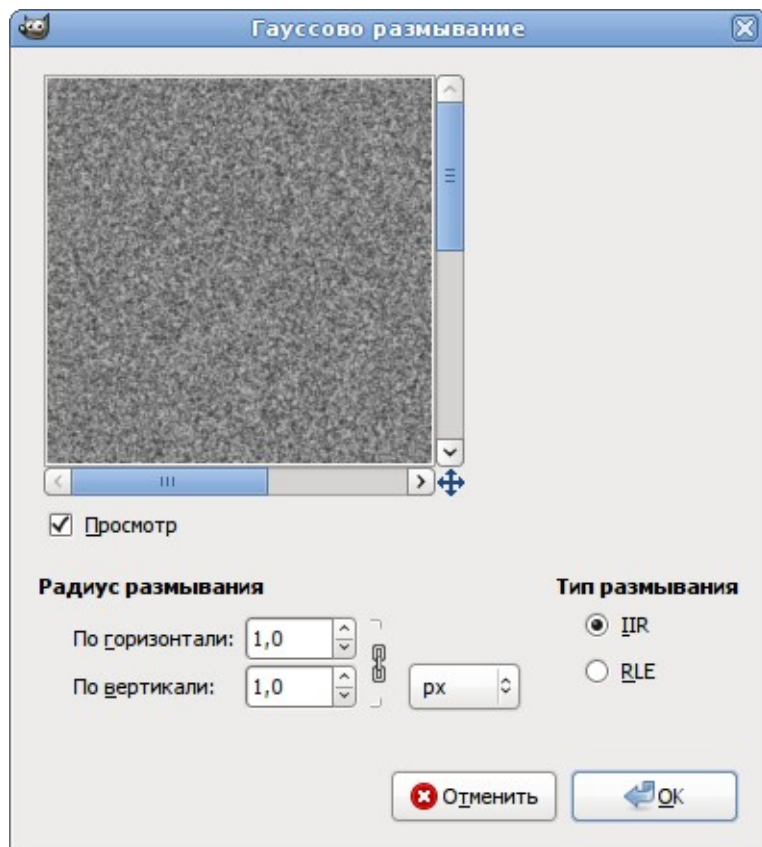 Гауссово размывание
Просмотр
Радиус размывания
Тип размывания
По горизонтали: 1,0
IIR
По вертикали: 1,0
px
RLE
Отменить
OK